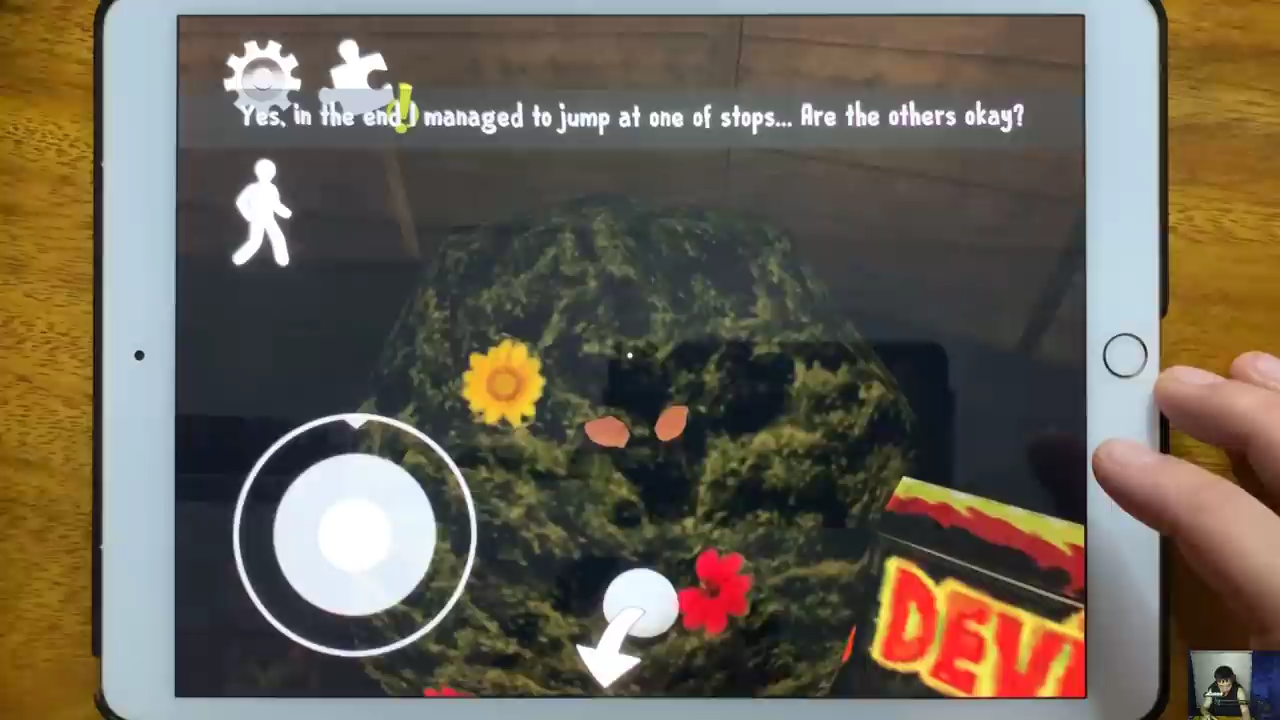 Yes, in the end I managed to jump at one of stops... Are the others okay?
DEV